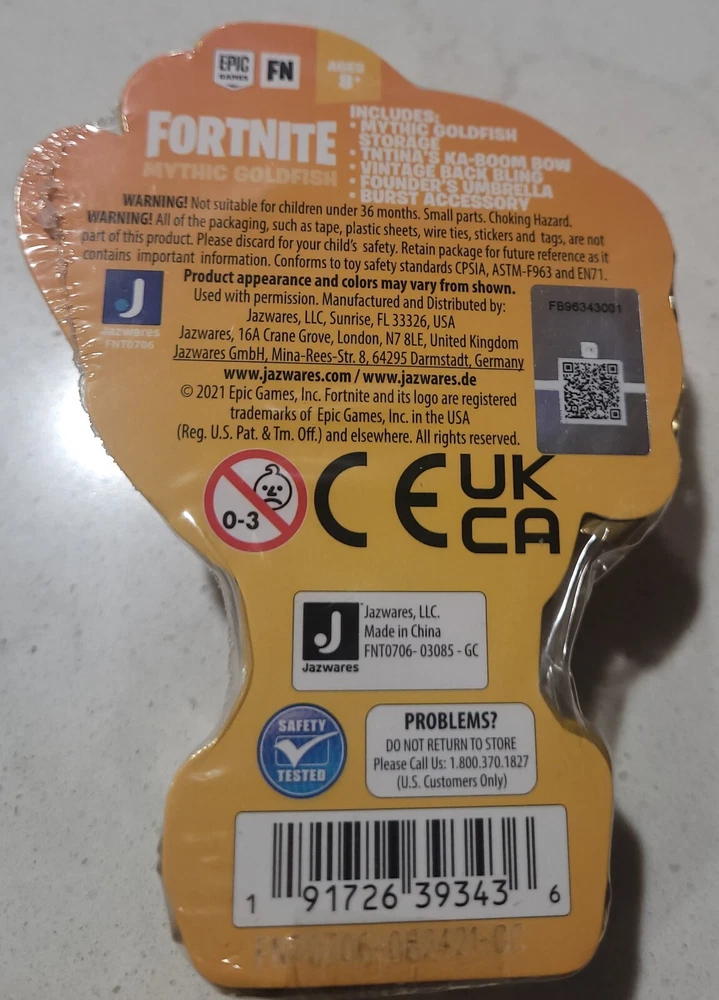 EPIC
GAMES
FN
AGES
8+
FORTNITE
MYTHIC GOLDFISH
INCLUDES:
• MYTHIC GOLDFISH
STORAGE
• TNTINA'S KA-BOOM BOW
• VINTAGE BACK BLING
• FOUNDER'S UMBRELLA
• BURST ACCESSORY
WARNING! Not suitable for children under 36 months. Small parts. Choking Hazard.
WARNING! All of the packaging, such as tape, plastic sheets, wire ties, stickers and tags, are not
part of this product. Please discard for your child's safety. Retain package for future reference as it
contains important information. Conforms to toy safety standards CPSIA, ASTM-F963 and EN71.
Product appearance and colors may vary from shown.
Used with permission. Manufactured and Distributed by:
Jazwares, LLC, Sunrise, FL 33326, USA
Jazwares, 16A Crane Grove, London, N7 8LE, United Kingdom
Jazwares GmbH, Mina-Rees-Str. 8, 64295 Darmstadt, Germany
www.jazwares.com / www.jazwares.de
© 2021 Epic Games, Inc. Fortnite and its logo are registered
trademarks of Epic Games, Inc. in the USA
(Reg. U.S. Pat. & Tm. Off.) and elsewhere. All rights reserved.
J
Jazwares
FNT0706
FB96343001
0-3
CE
UK
CA
J
Jazwares
Jazwares, LLC.
Made in China
FNT0706- 03085 - GC
SAFETY
TESTED
PROBLEMS?
DO NOT RETURN TO STORE
Please Call Us: 1.800.370.1827
(U.S. Customers Only)
1 91726 39343 6